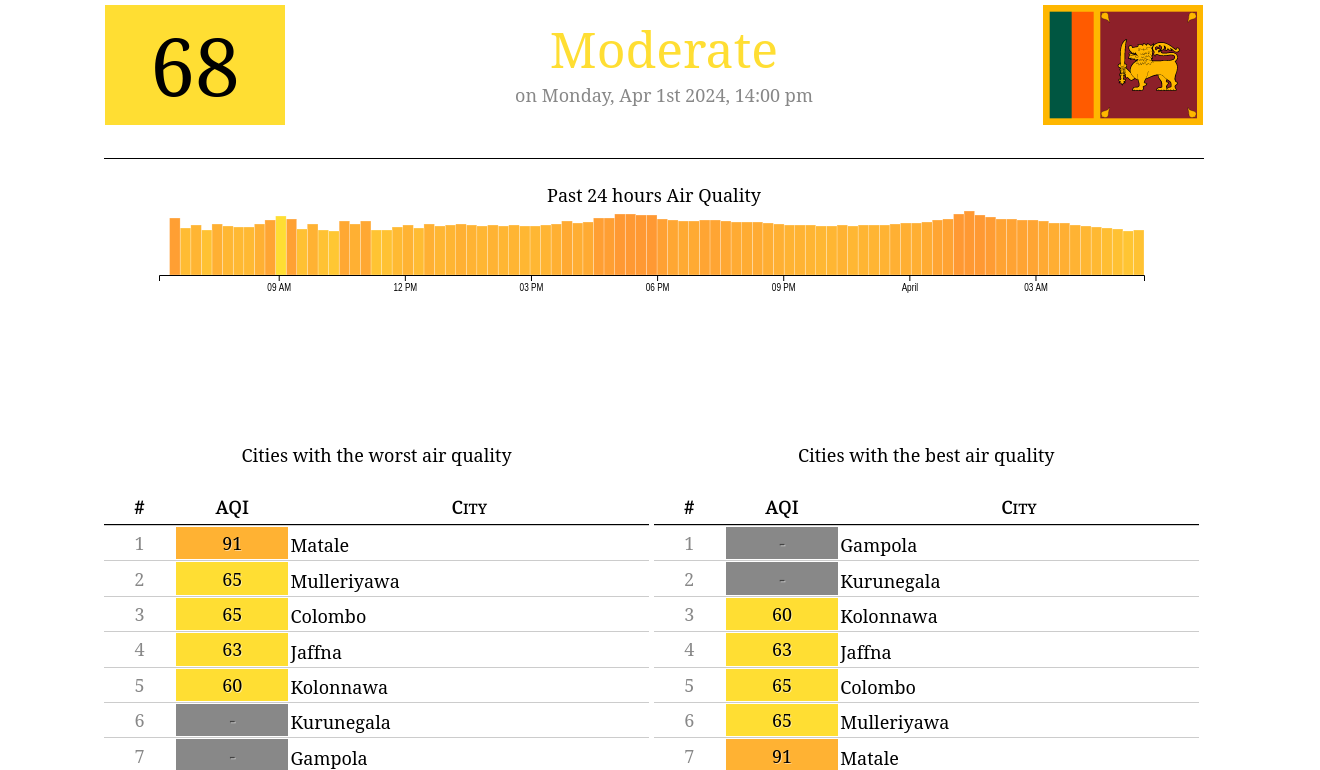 68
Moderate
on Monday, Apr 1st 2024, 14:00 pm
Past 24 hours Air Quality
09 AM 12 PM 03 PM 06 PM 09 PM April 03 AM
Cities with the worst air quality
# AQI City
1 91 Matale
2 65 Mulleriyawa
3 65 Colombo
4 63 Jaffna
5 60 Kolonnawa
6 - Kurunegala
7 - Gampola
Cities with the best air quality
# AQI City
1 - Gampola
2 - Kurunegala
3 60 Kolonnawa
4 63 Jaffna
5 65 Colombo
6 65 Mulleriyawa
7 91 Matale